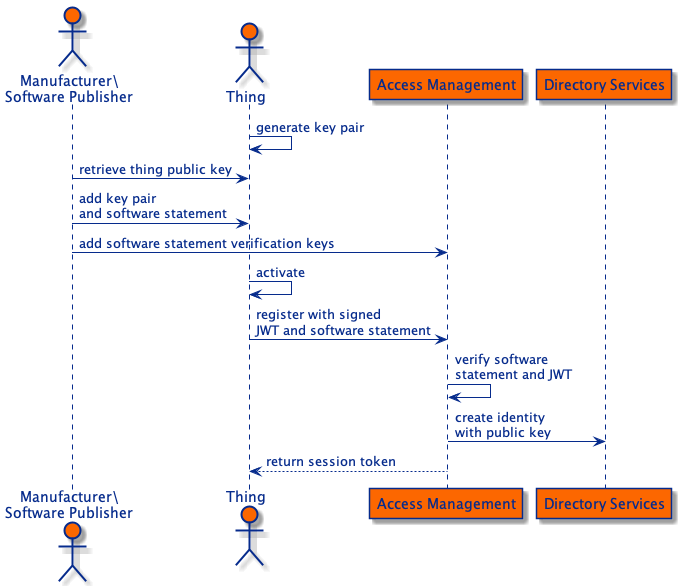 Manufacturer\
Software Publisher
Thing
Access Management
Directory Services
generate key pair
retrieve thing public key
add key pair
and software statement
add software statement verification keys
activate
register with signed
JWT and software statement
verify software
statement and JWT
create identity
with public key
return session token
Manufacturer\
Software Publisher
Thing
Access Management
Directory Services